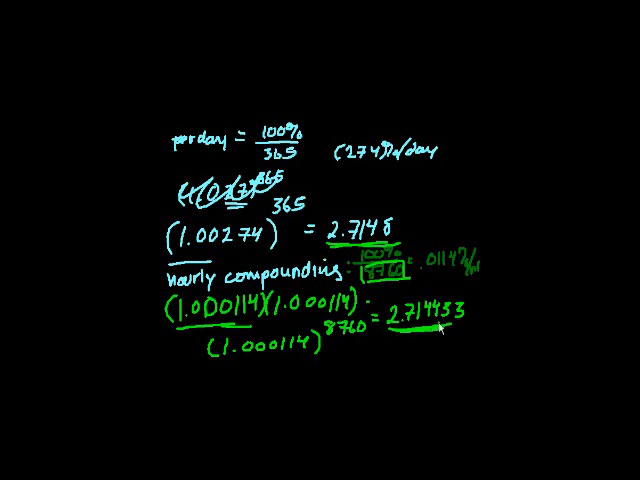 per day = 100% / 365 (.274)%/day
365
(1.00274)^365 = 2.7148
hourly compounding: 100% / 8760 = .0114%/hr
(1.000114)(1.000114) ·
(1.000114)^8760 = 2.714433